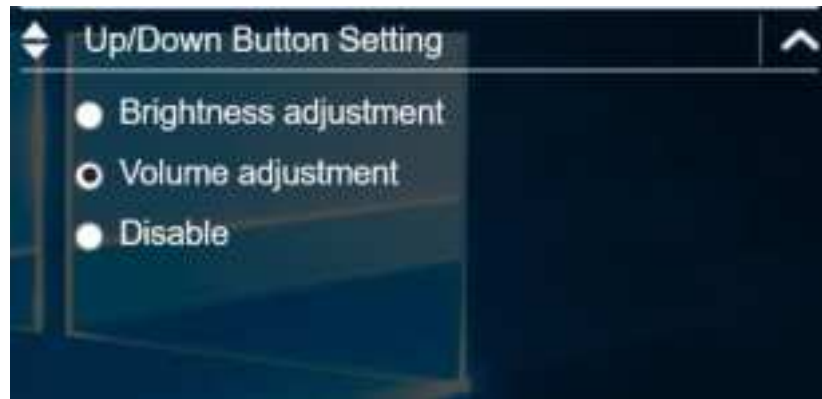 Up/Down Button Setting
Brightness adjustment
Volume adjustment
Disable